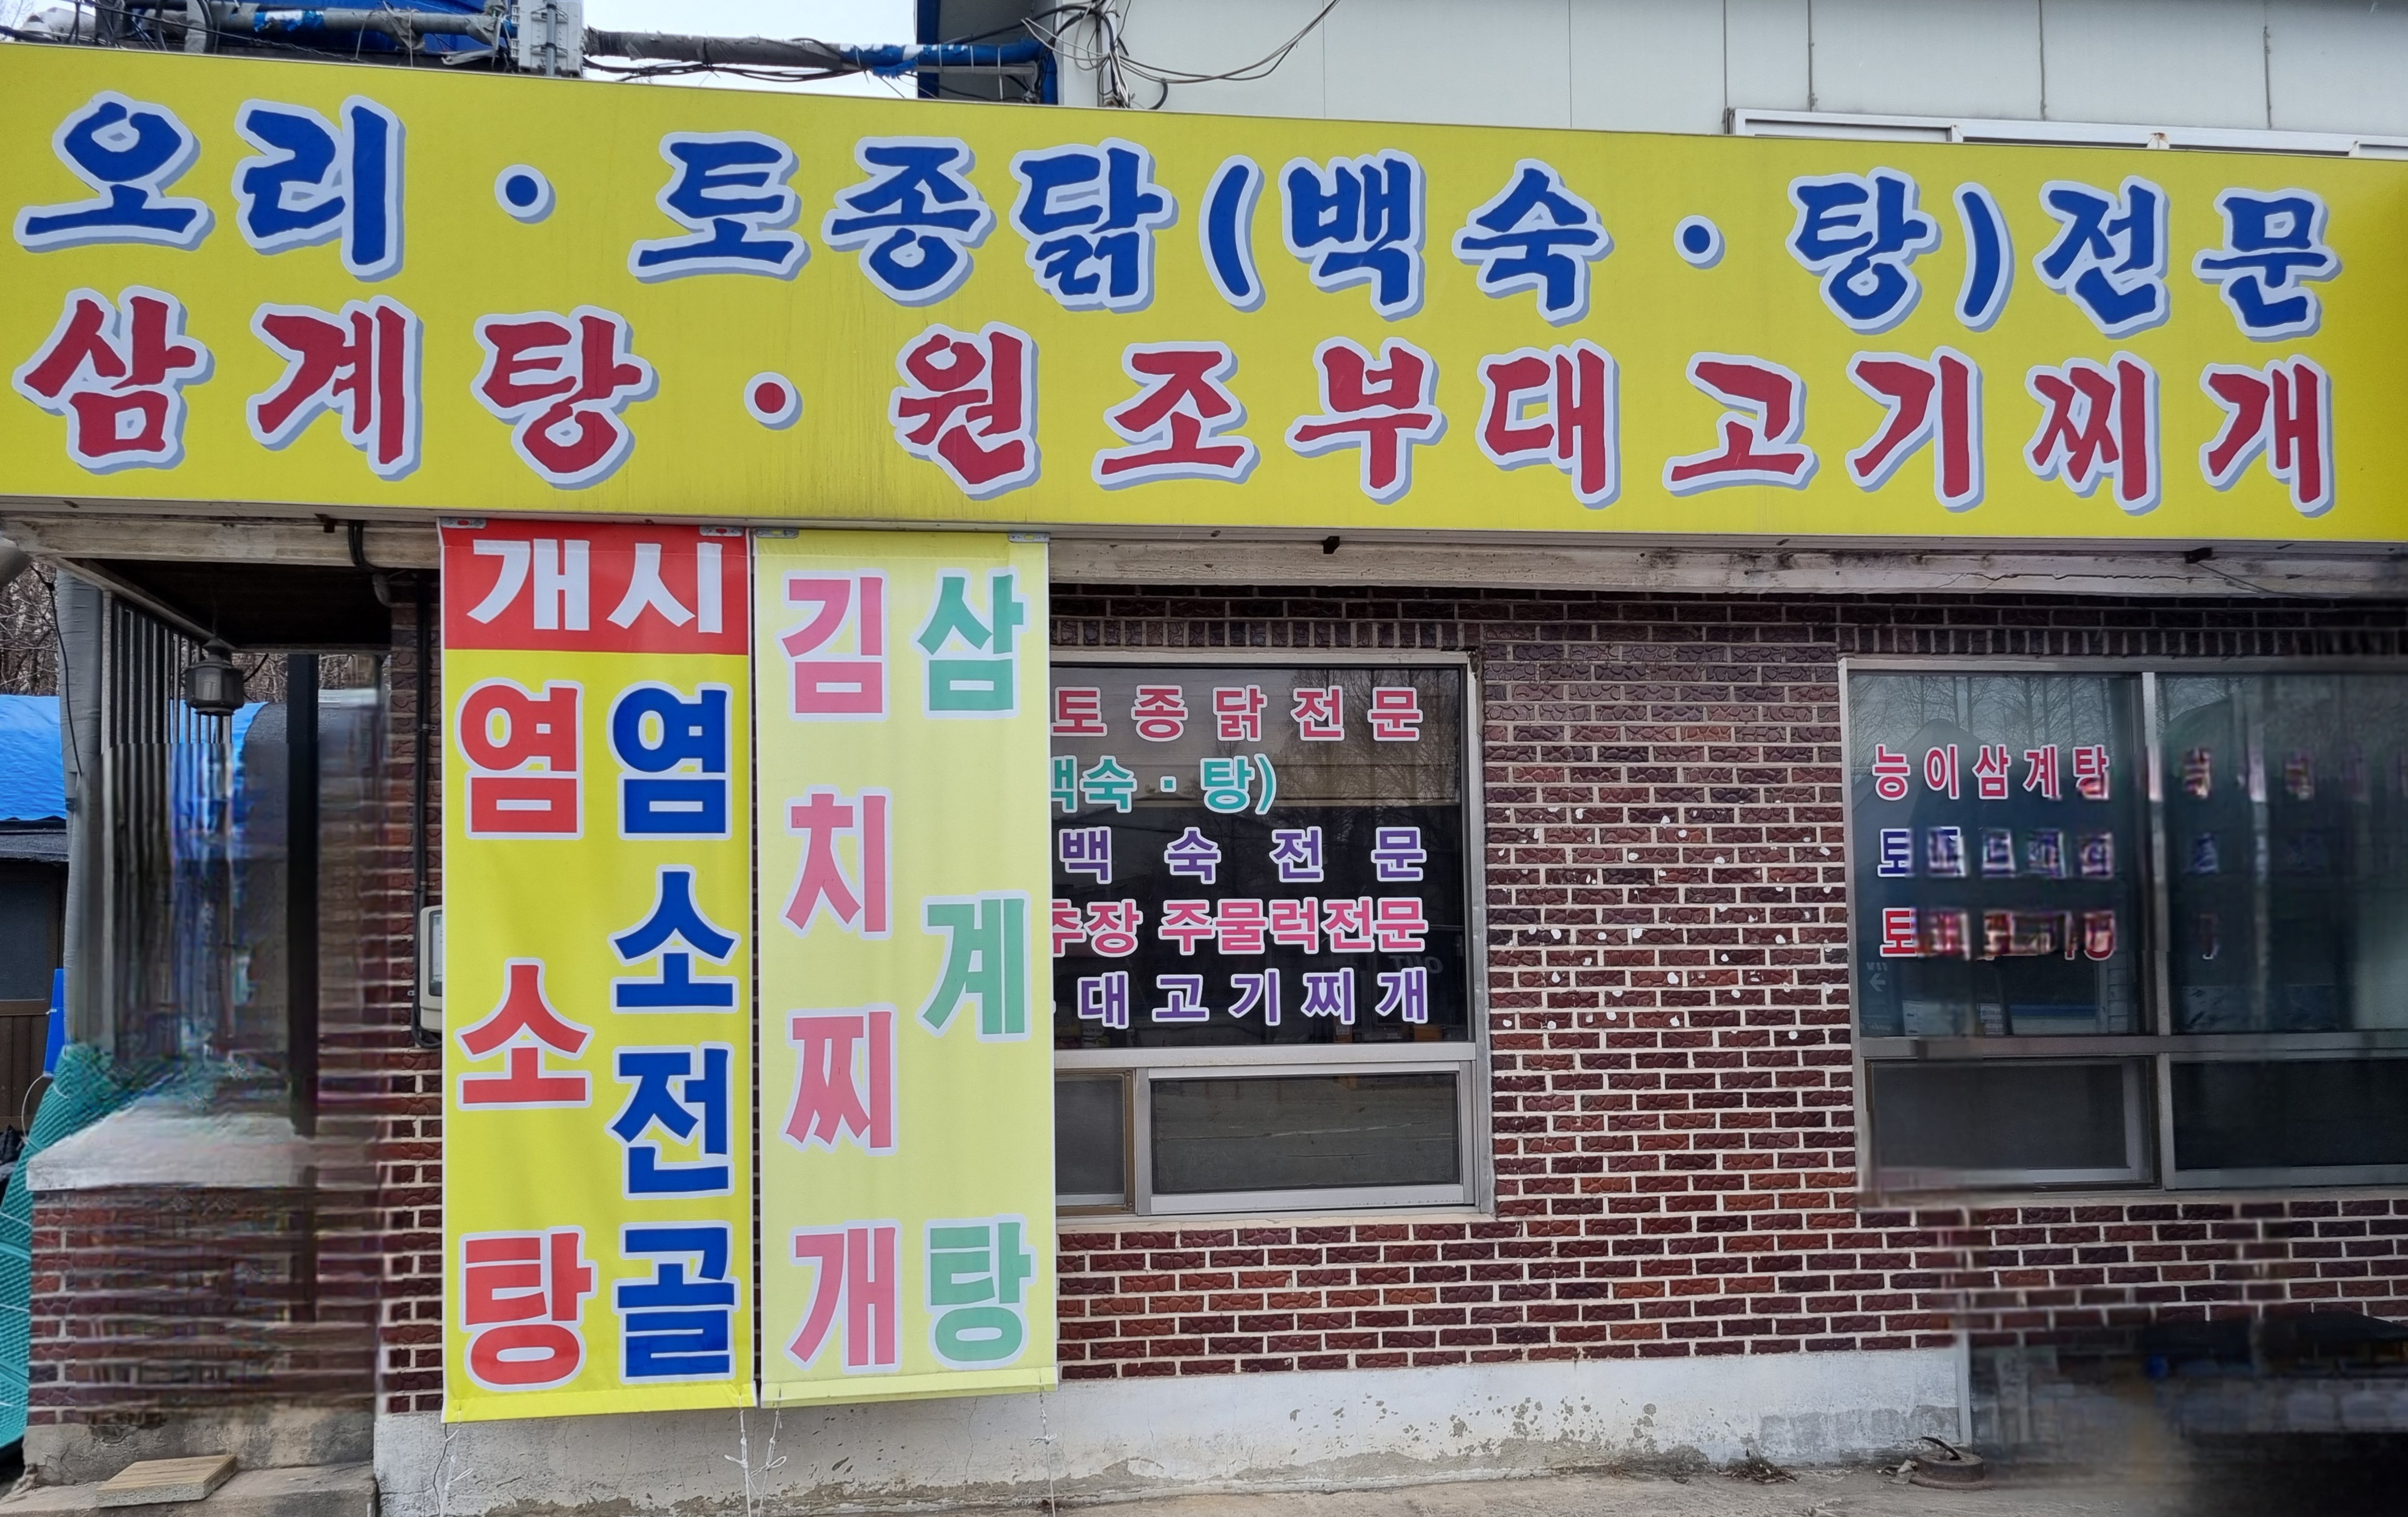 오리 · 토종닭(백숙 · 탕)전문
삼계탕 · 원조부대고기찌개
개시
염소탕
염소전골
김치찌개
삼계탕
토종닭전문
숙 · 탕)
백숙전문
장 주물럭전문
대고기찌개
능이삼계탕